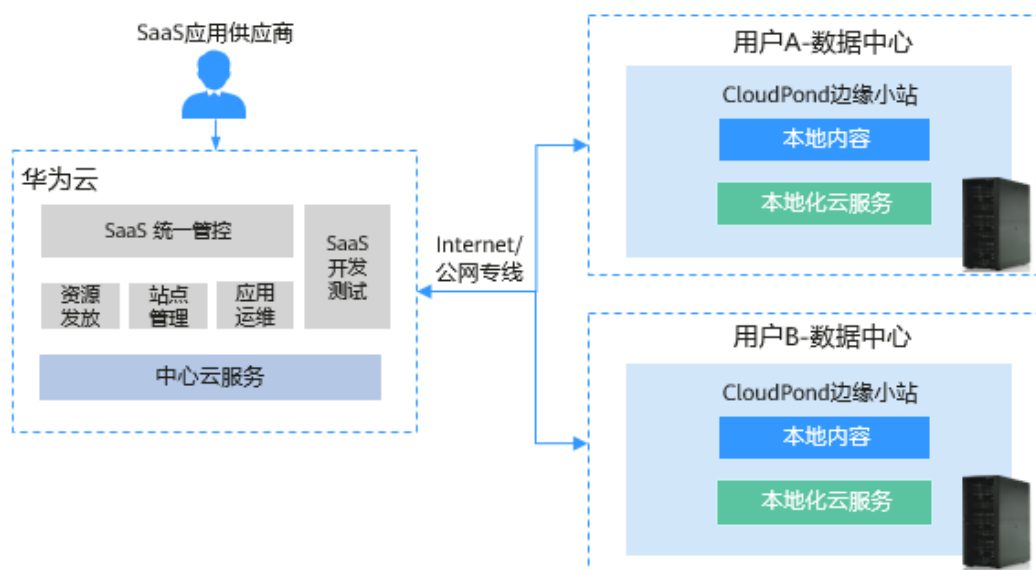 SaaS应用供应商
华为云
SaaS 统一管控
资源
发放
站点
管理
应用
运维
SaaS
开发
测试
中心云服务
Internet/
公网专线
用户A-数据中心
CloudPond边缘小站
本地内容
本地化云服务
用户B-数据中心
CloudPond边缘小站
本地内容
本地化云服务